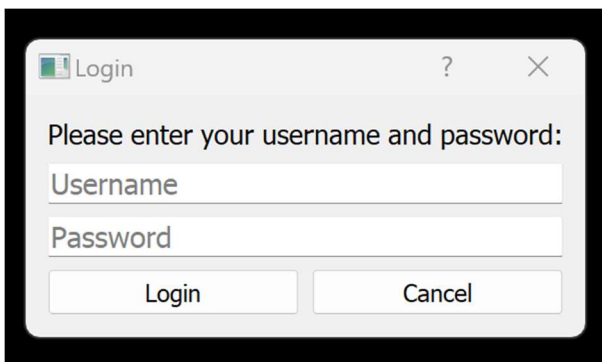 Login ?
Please enter your username and password:
Username
Password
Login Cancel